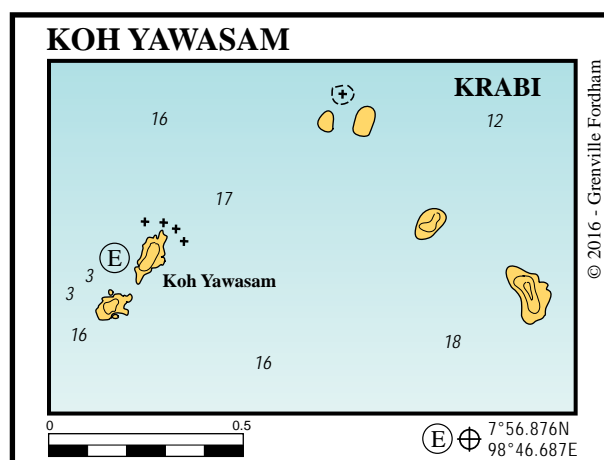 KOH YAWASAM
KRABI
16
12
17
E
Koh Yawasam
3
3
16
16
18
© 2016 - Grenville Fordham
0
0.5
E 7°56.876N
98°46.687E